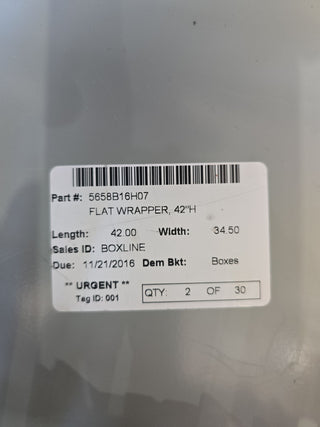 Part #: 5658B16H07
FLAT WRAPPER, 42"H
Length: 42.00 Width: 34.50
Sales ID: BOXLINE
Due: 11/21/2016 Dem Bkt: Boxes
** URGENT **
Tag ID: 001
QTY: 2 OF 30